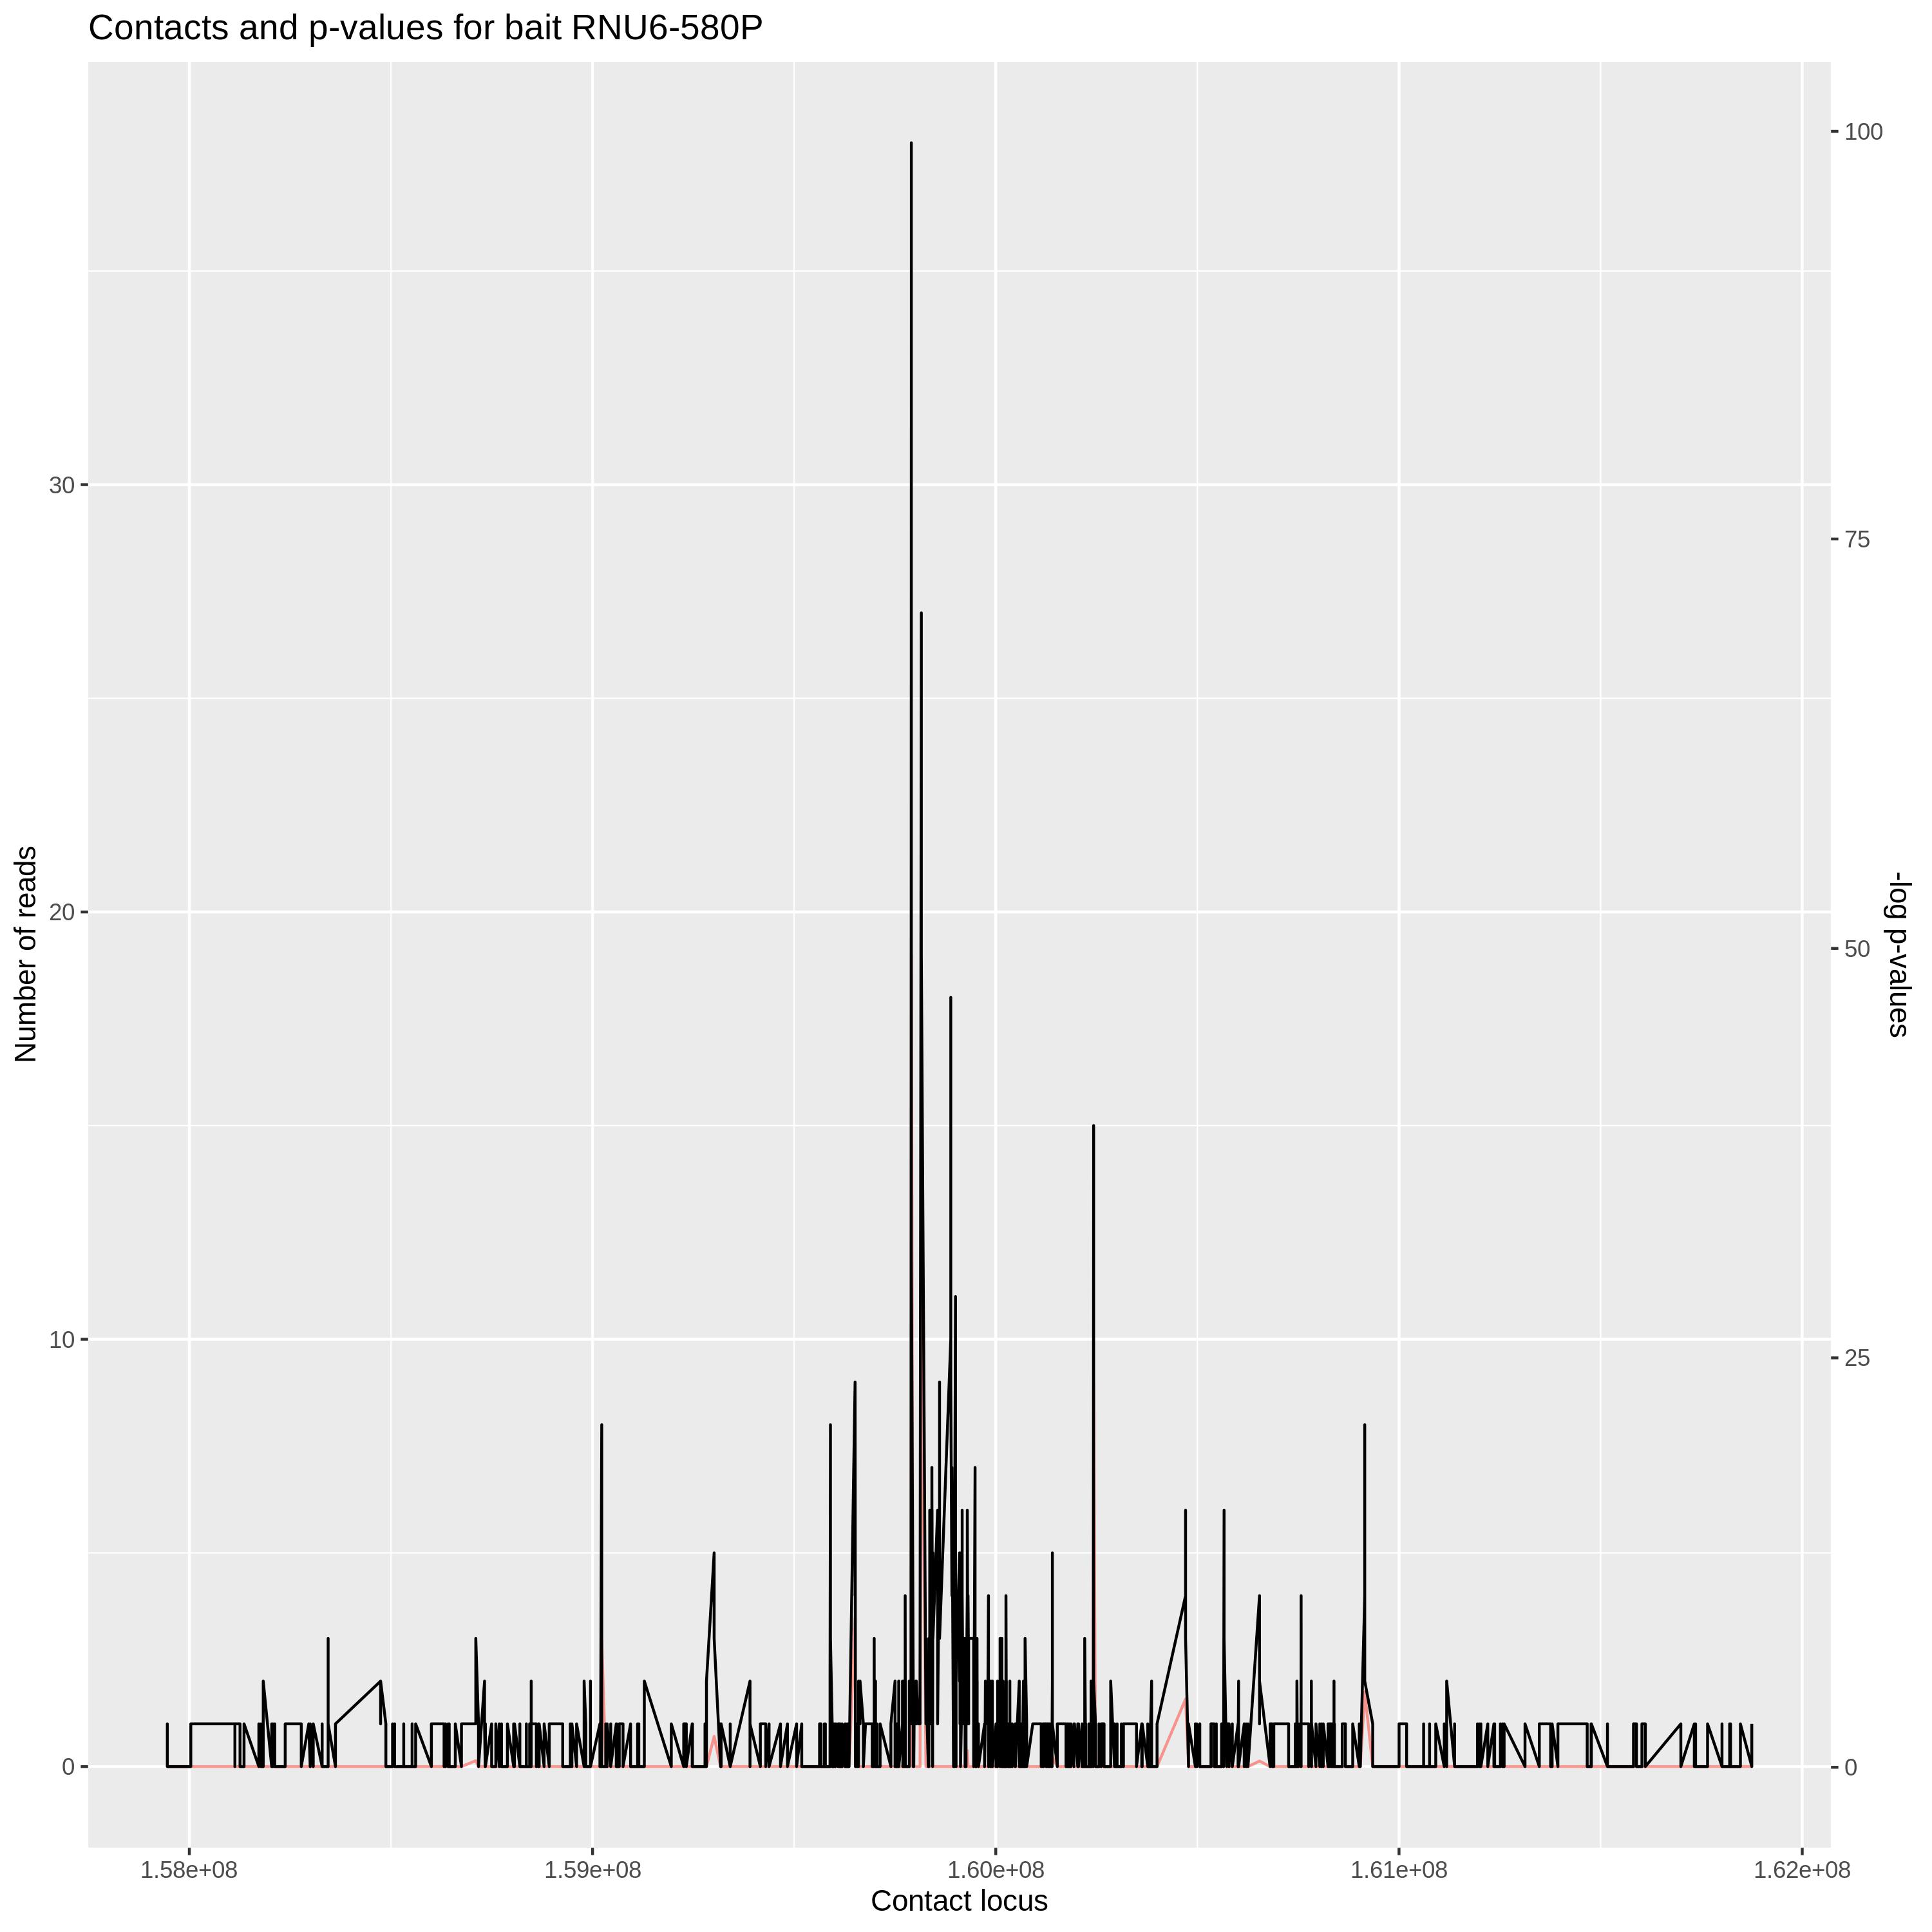 Contacts and p-values for bait RNU6-580P
Number of reads
30
20
10
0
100
75
50
25
0
-log p-values
1.58e+08
1.59e+08
1.60e+08
1.61e+08
1.62e+08
Contact locus